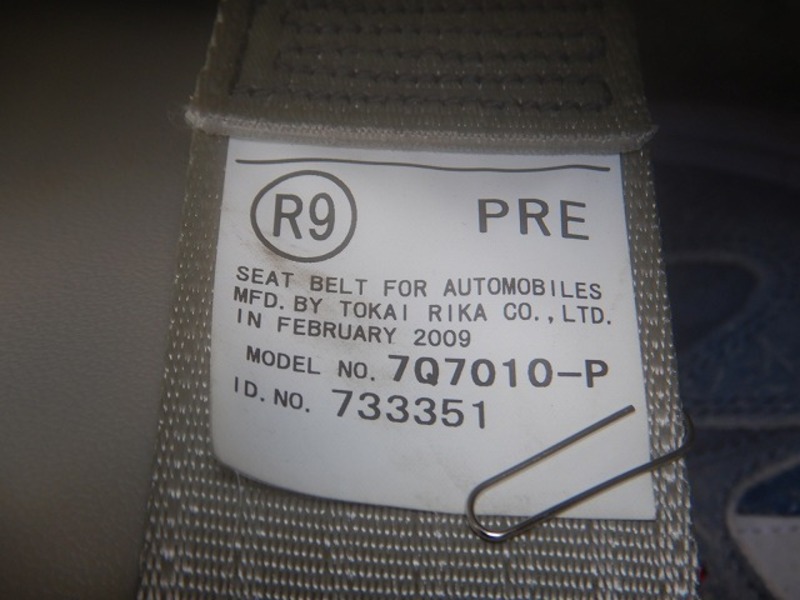 R9 PRE
SEAT BELT FOR AUTOMOBILES
MFD. BY TOKAI RIKA CO., LTD.
IN FEBRUARY 2009
MODEL NO. 7Q7010-P
ID. NO. 733351